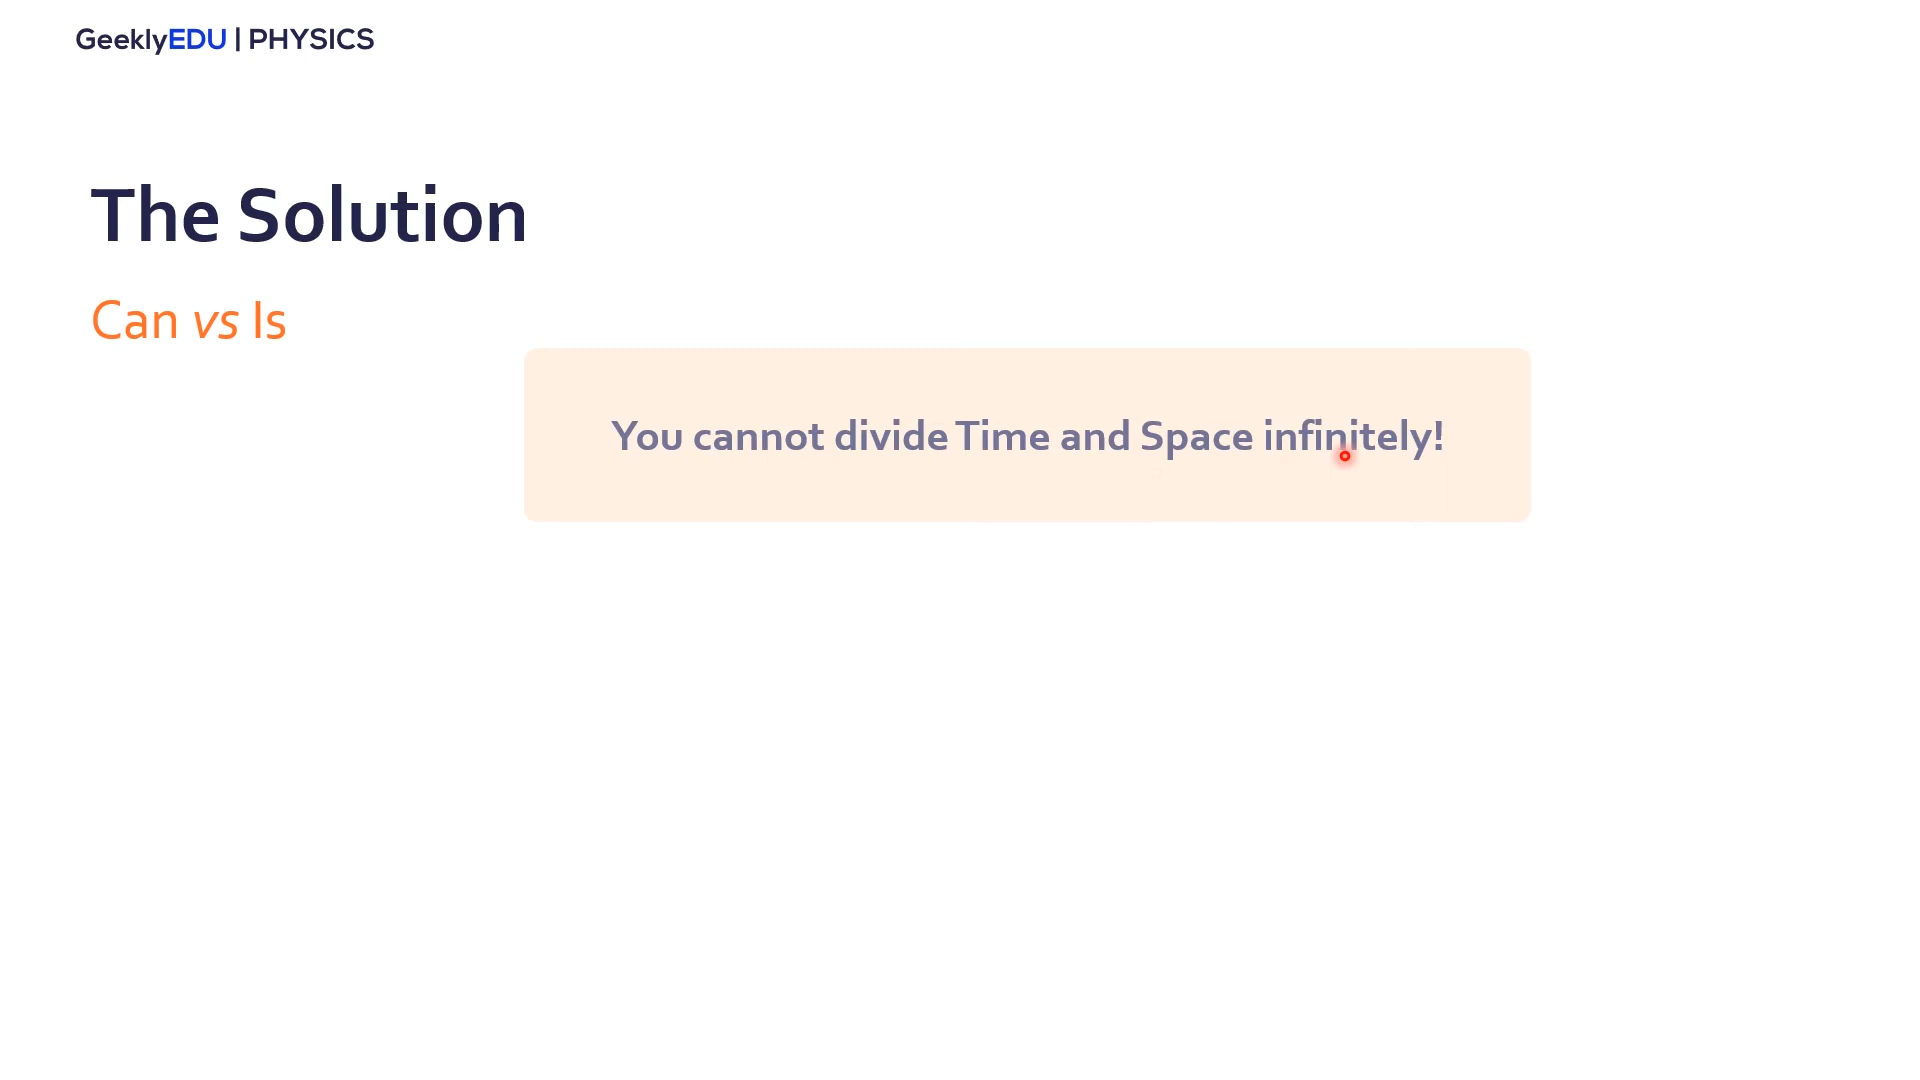 GeeklyEDU | PHYSICS
The Solution
Can vs Is
You cannot divide Time and Space infinitely!